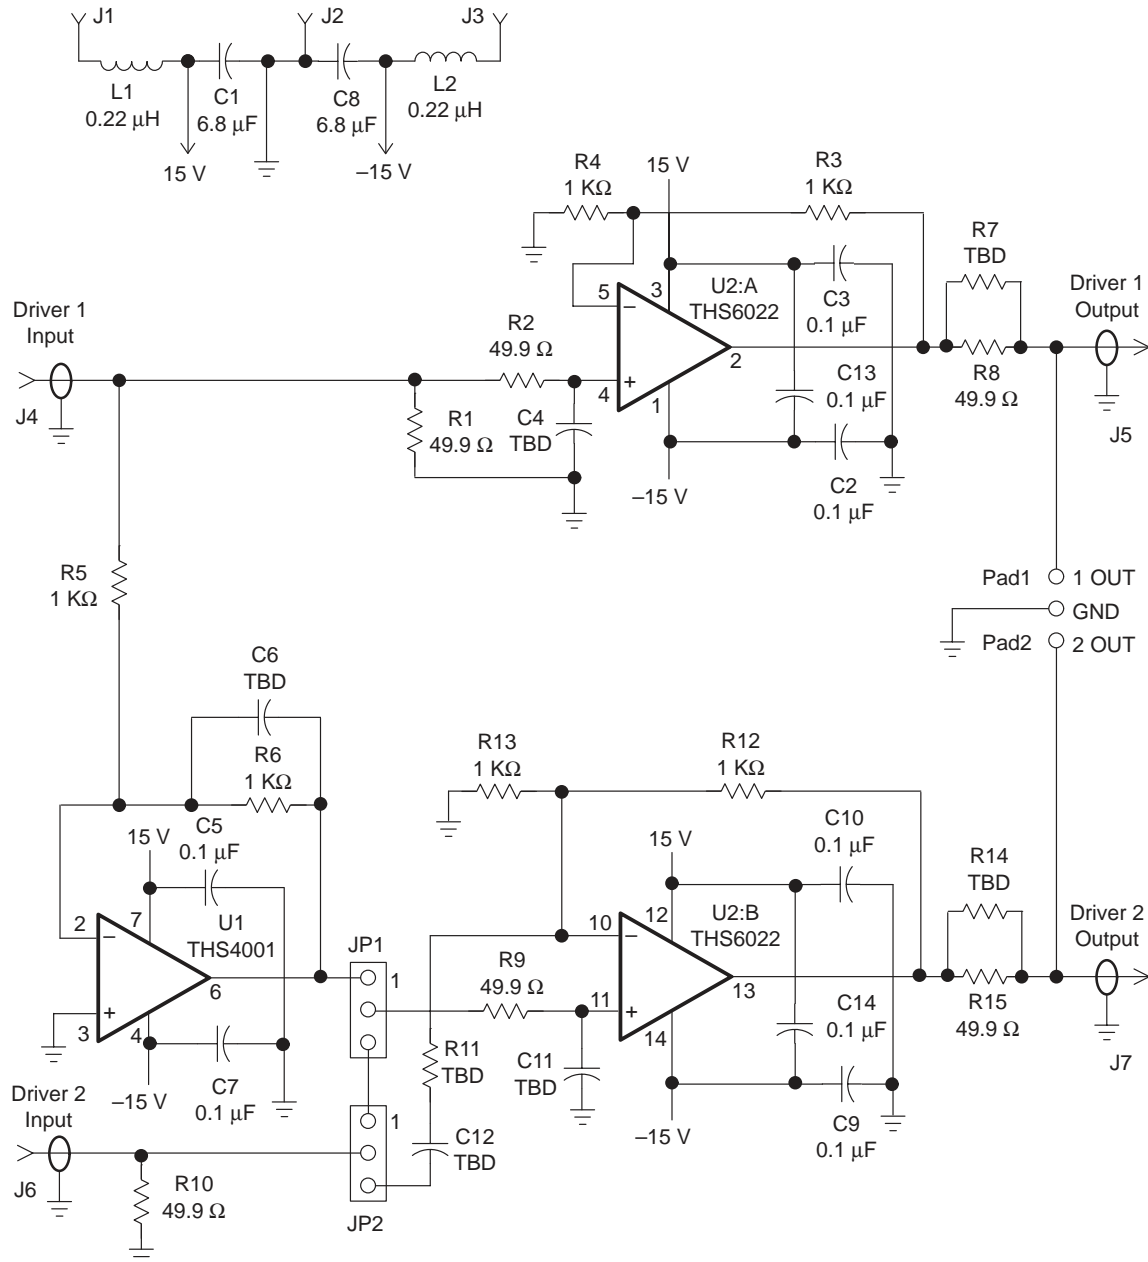 J1
J2
J3
L1
0.22 μH
C1
6.8 μF
C8
6.8 μF
L2
0.22 μH
15 V
–15 V
R4
1 KΩ
15 V
R3
1 KΩ
R7
TBD
Driver 1
Input
J4
R2
49.9 Ω
5
3
U2:A
THS6022
C3
0.1 μF
2
4
1
R1
49.9 Ω
C4
TBD
C13
0.1 μF
R8
49.9 Ω
Driver 1
Output
J5
–15 V
C2
0.1 μF
R5
1 KΩ
Pad1
1 OUT
GND
Pad2
2 OUT
C6
TBD
R6
1 KΩ
R13
1 KΩ
R12
1 KΩ
15 V
C5
0.1 μF
2
7
U1
THS4001
6
3
4
–15 V
C7
0.1 μF
JP1
1
R9
49.9 Ω
15 V
C10
0.1 μF
10
12
U2:B
THS6022
13
11
14
C14
0.1 μF
R14
TBD
R15
49.9 Ω
Driver 2
Output
J7
R11
TBD
C11
TBD
–15 V
C9
0.1 μF
Driver 2
Input
J6
R10
49.9 Ω
1
JP2
C12
TBD